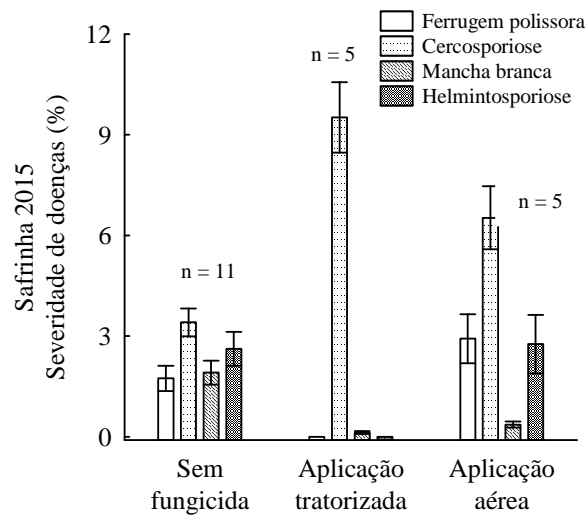 Ferrugem polissora
Cercosporiose
Mancha branca
Helmintosporiose
Safrinha 2015
Severidade de doenças (%)
12
9
6
3
0
n = 11
n = 5
n = 5
Sem
fungicida
Aplicação
tratorizada
Aplicação
aérea